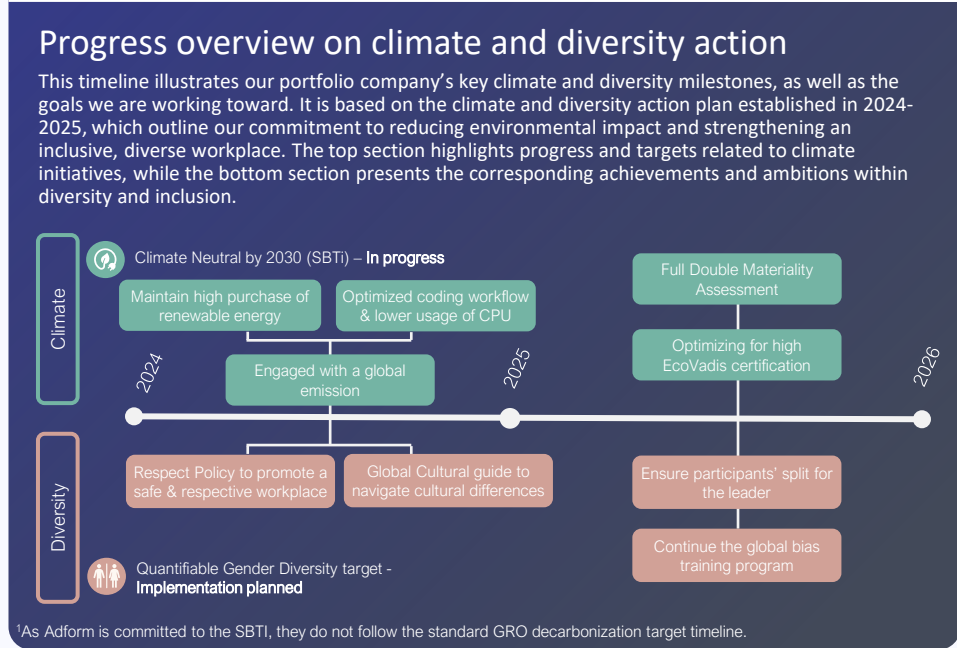 Progress overview on climate and diversity action
This timeline illustrates our portfolio company's key climate and diversity milestones, as well as the
goals we are working toward. It is based on the climate and diversity action plan established in 2024-
2025, which outline our commitment to reducing environmental impact and strengthening an
inclusive, diverse workplace. The top section highlights progress and targets related to climate
initiatives, while the bottom section presents the corresponding achievements and ambitions within
diversity and inclusion.
Climate
Climate Neutral by 2030 (SBTi) – In progress
Maintain high purchase of
renewable energy
Optimized coding workflow
& lower usage of CPU
Engaged with a global
emission
Full Double Materiality
Assessment
Optimizing for high
EcoVadis certification
2024
2025
2026
Diversity
Respect Policy to promote a
safe & respective workplace
Global Cultural guide to
navigate cultural differences
Ensure participants' split for
the leader
Continue the global bias
training program
Quantifiable Gender Diversity target -
Implementation planned
¹As Adform is committed to the SBTI, they do not follow the standard GRO decarbonization target timeline.